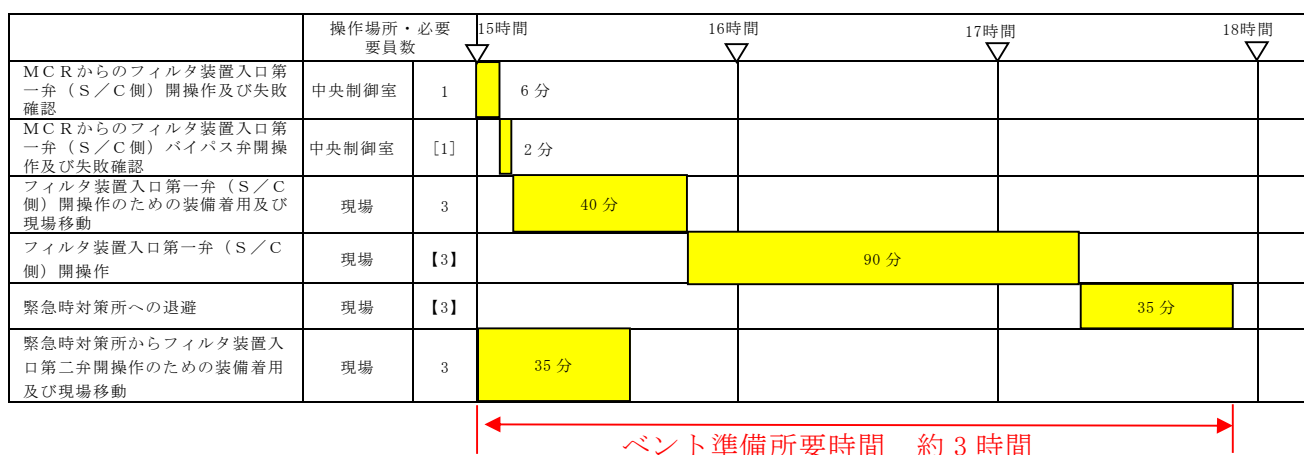 操作場所・必要
要員数
15時間
16時間
17時間
18時間
MCRからのフィルタ装置入口第
一弁（S／C側）開操作及び失敗
確認
中央制御室
1
6分
MCRからのフィルタ装置入口第
一弁（S／C側）バイパス弁開操
作及び失敗確認
中央制御室
［1］
2分
フィルタ装置入口第一弁（S／C
側）開操作のための装備着用及び
現場移動
現場
3
40分
フィルタ装置入口第一弁（S／C
側）開操作
現場
【3】
90分
緊急時対策所への退避
現場
【3】
35分
緊急時対策所からフィルタ装置入
口第二弁開操作のための装備着用
及び現場移動
現場
3
35分
ベント準備所要時間　約3時間